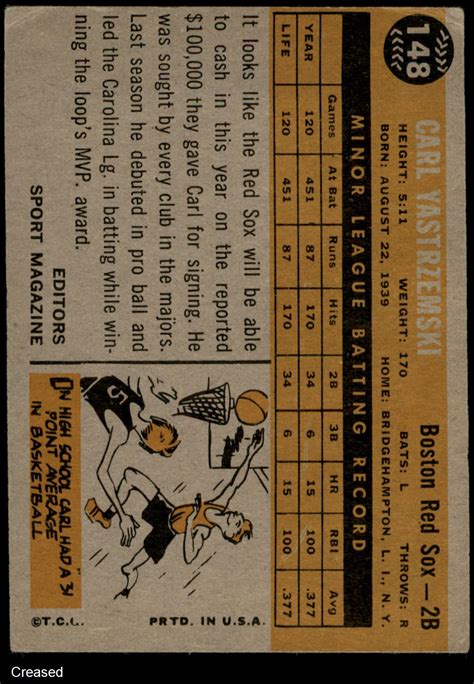 148
CARL YASTRZEMSKI
Boston Red Sox—2B
HEIGHT: 5:11 WEIGHT: 170 BATS: L THROWS: R
BORN: AUGUST 22, 1939 HOME: BRIDGEHAMPTON, L. I., N. Y.
MINOR LEAGUE BATTING RECORD
Games At Bat Runs Hits 2B 3B HR RBI Avg
YEAR 120 451 87 170 34 6 15 100 .377
LIFE 120 451 87 170 34 6 15 100 .377
It looks like the Red Sox will be able
to cash in this year on the reported
$100,000 they gave Carl for signing. He
was sought by every club in the majors.
Last season he debuted in pro ball and
led the Carolina Lg. in batting while win-
ning the loop's MVP. award.
EDITORS
SPORT MAGAZINE
5
IN HIGH SCHOOL CARL HAD A 31
POINT AVERAGE
IN BASKETBALL
©T.C.G. PRTD. IN U.S.A.
Creased